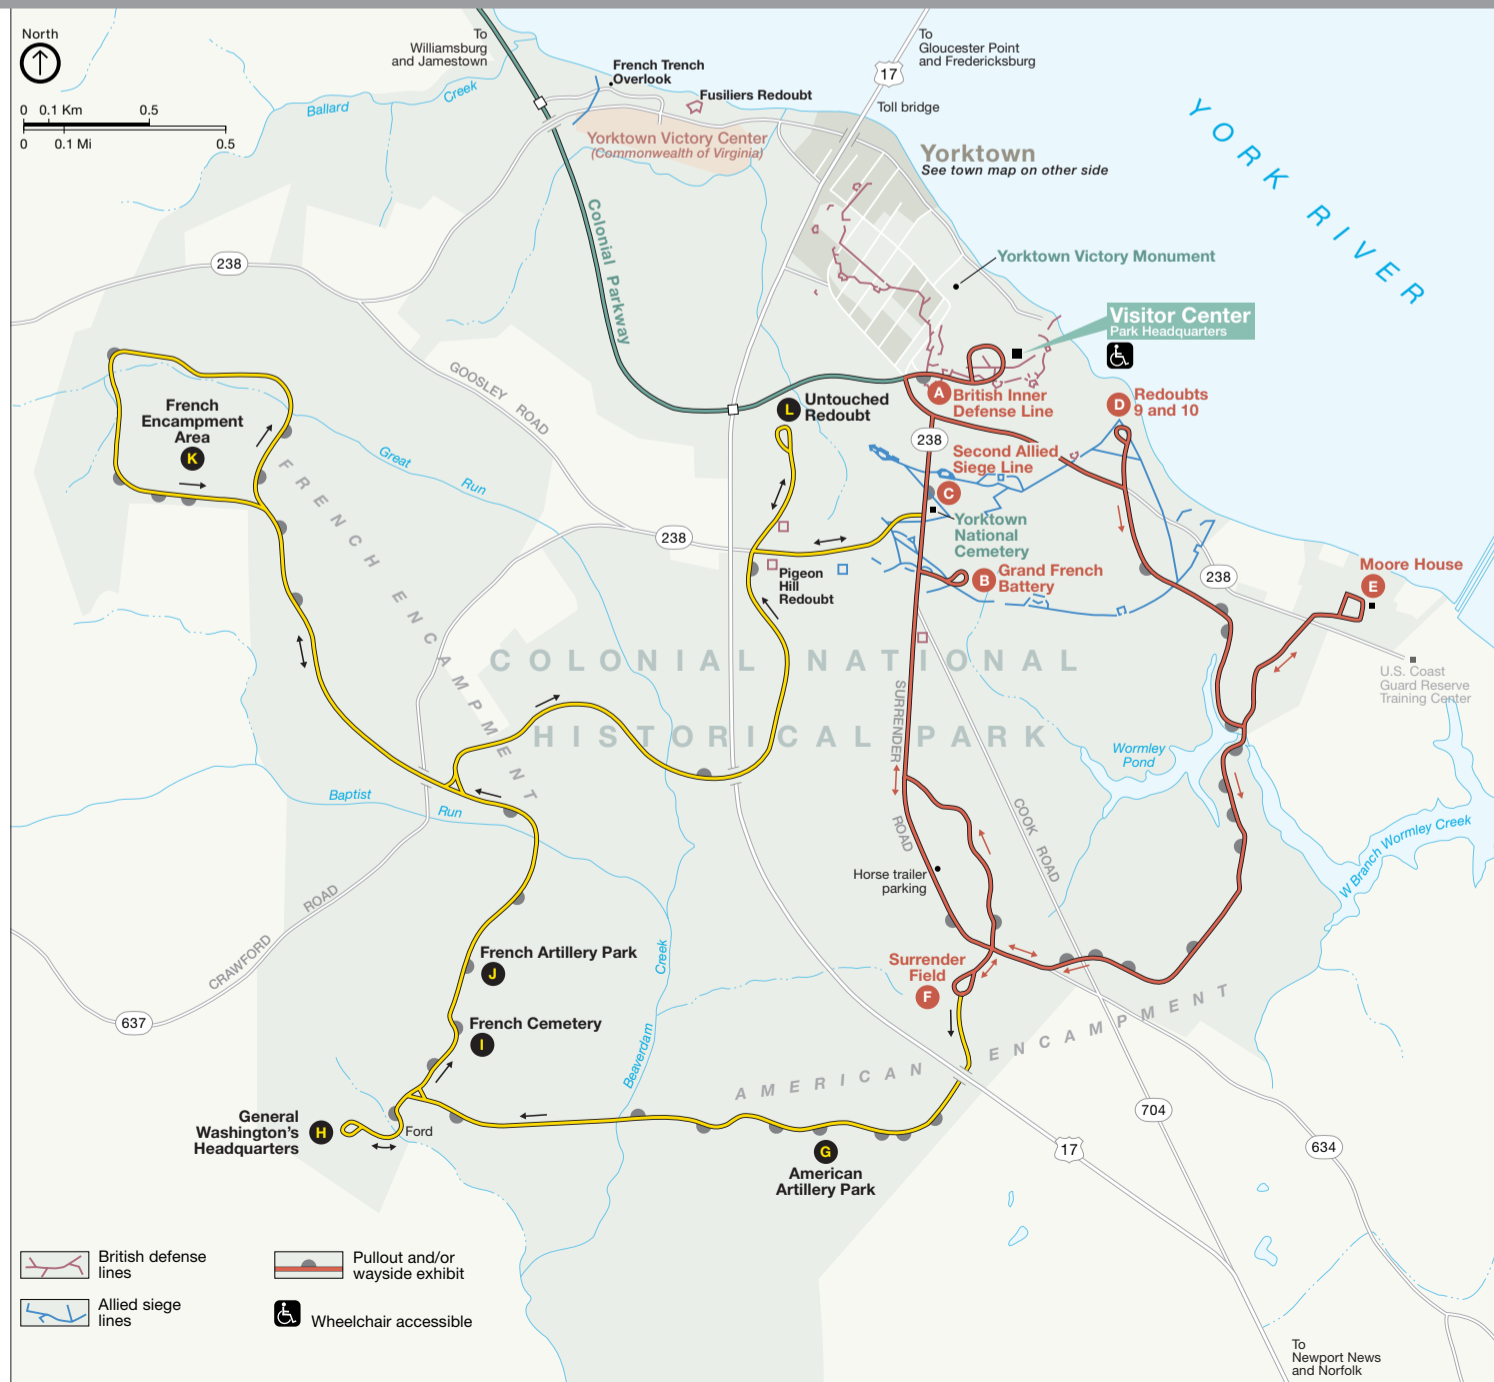 North
0 0.1 Km 0.5
0 0.1 Mi 0.5
To
Williamsburg
and Jamestown
Ballard
Creek
French Trench
Overlook
Fusiliers Redoubt
Yorktown Victory Center
(Commonwealth of Virginia)
To
Gloucester Point
and Fredericksburg
17
Toll bridge
Yorktown
See town map on other side
YORK RIVER
Colonial Parkway
238
Yorktown Victory Monument
Visitor Center
Park Headquarters
GOOSLEY ROAD
French
Encampment
Area
K
FRENCH ENCAMPMENT
Great
Run
L
Untouched
Redoubt
A
British Inner
Defense Line
D
Redoubts
9 and 10
238
Second Allied
Siege Line
C
Yorktown
National
Cemetery
238
Pigeon
Hill
Redoubt
B
Grand French
Battery
238
Moore House
E
U.S. Coast
Guard Reserve
Training Center
COLONIAL NATIONAL
HISTORICAL PARK
SURRENDER
ROAD
COOK ROAD
Wormley
Pond
W Branch Wormley Creek
Baptist
Run
Horse trailer
parking
CRAWFORD
ROAD
637
French Artillery Park
J
French Cemetery
I
Beaverdam
Creek
Surrender
Field
F
AMERICAN ENCAMPMENT
General
Washington's
Headquarters
H
Ford
G
American
Artillery Park
704
17
634
British defense
lines
Pullout and/or
wayside exhibit
Allied siege
lines
Wheelchair accessible
To
Newport News
and Norfolk